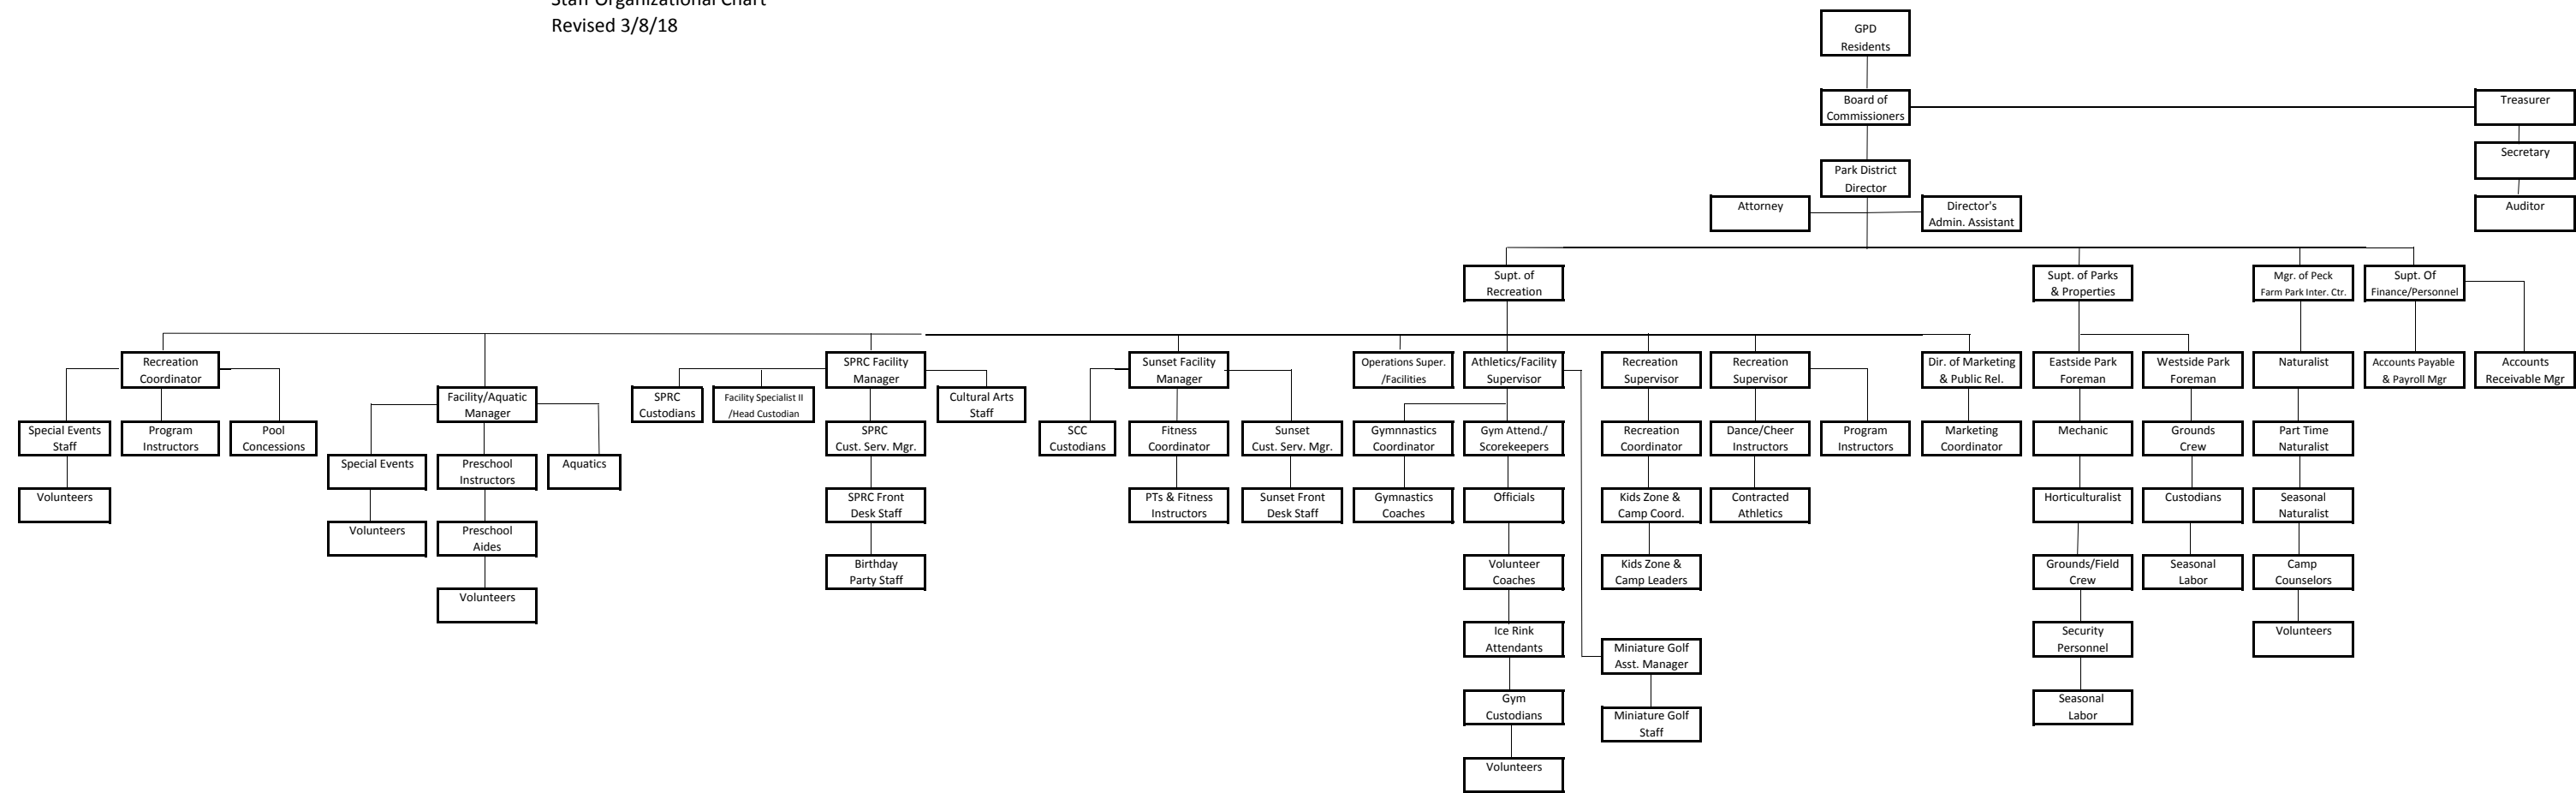 Staff Organizational Chart
Revised 3/8/18
GPD
Residents
Board of
Commissioners
Treasurer
Secretary
Park District
Director
Attorney
Director's
Admin. Assistant
Auditor
Supt. of
Recreation
Supt. of Parks
& Properties
Mgr. of Peck
Farm Park Inter. Ctr.
Supt. Of
Finance/Personnel
Recreation
Coordinator
Facility/Aquatic
Manager
SPRC Facility
Manager
Sunset Facility
Manager
Operations Super.
/Facilities
Athletics/Facility
Supervisor
Recreation
Supervisor
Recreation
Supervisor
Dir. of Marketing
& Public Rel.
Eastside Park
Foreman
Westside Park
Foreman
Naturalist
Accounts Payable
& Payroll Mgr
Accounts
Receivable Mgr
SPRC
Custodians
Facility Specialist II
/Head Custodian
Cultural Arts
Staff
Special Events
Staff
Program
Instructors
Pool
Concessions
Special Events
Preschool
Instructors
Aquatics
SPRC
Cust. Serv. Mgr.
SCC
Custodians
Fitness
Coordinator
Sunset
Cust. Serv. Mgr.
Gymnnastics
Coordinator
Gym Attend./
Scorekeepers
Recreation
Coordinator
Dance/Cheer
Instructors
Program
Instructors
Marketing
Coordinator
Mechanic
Grounds
Crew
Part Time
Naturalist
Volunteers
Volunteers
Preschool
Aides
SPRC Front
Desk Staff
PTs & Fitness
Instructors
Sunset Front
Desk Staff
Gymnastics
Coaches
Officials
Kids Zone &
Camp Coord.
Contracted
Athletics
Horticulturalist
Custodians
Seasonal
Naturalist
Volunteers
Birthday
Party Staff
Volunteer
Coaches
Kids Zone &
Camp Leaders
Grounds/Field
Crew
Seasonal
Labor
Camp
Counselors
Ice Rink
Attendants
Miniature Golf
Asst. Manager
Security
Personnel
Volunteers
Gym
Custodians
Miniature Golf
Staff
Seasonal
Labor
Volunteers